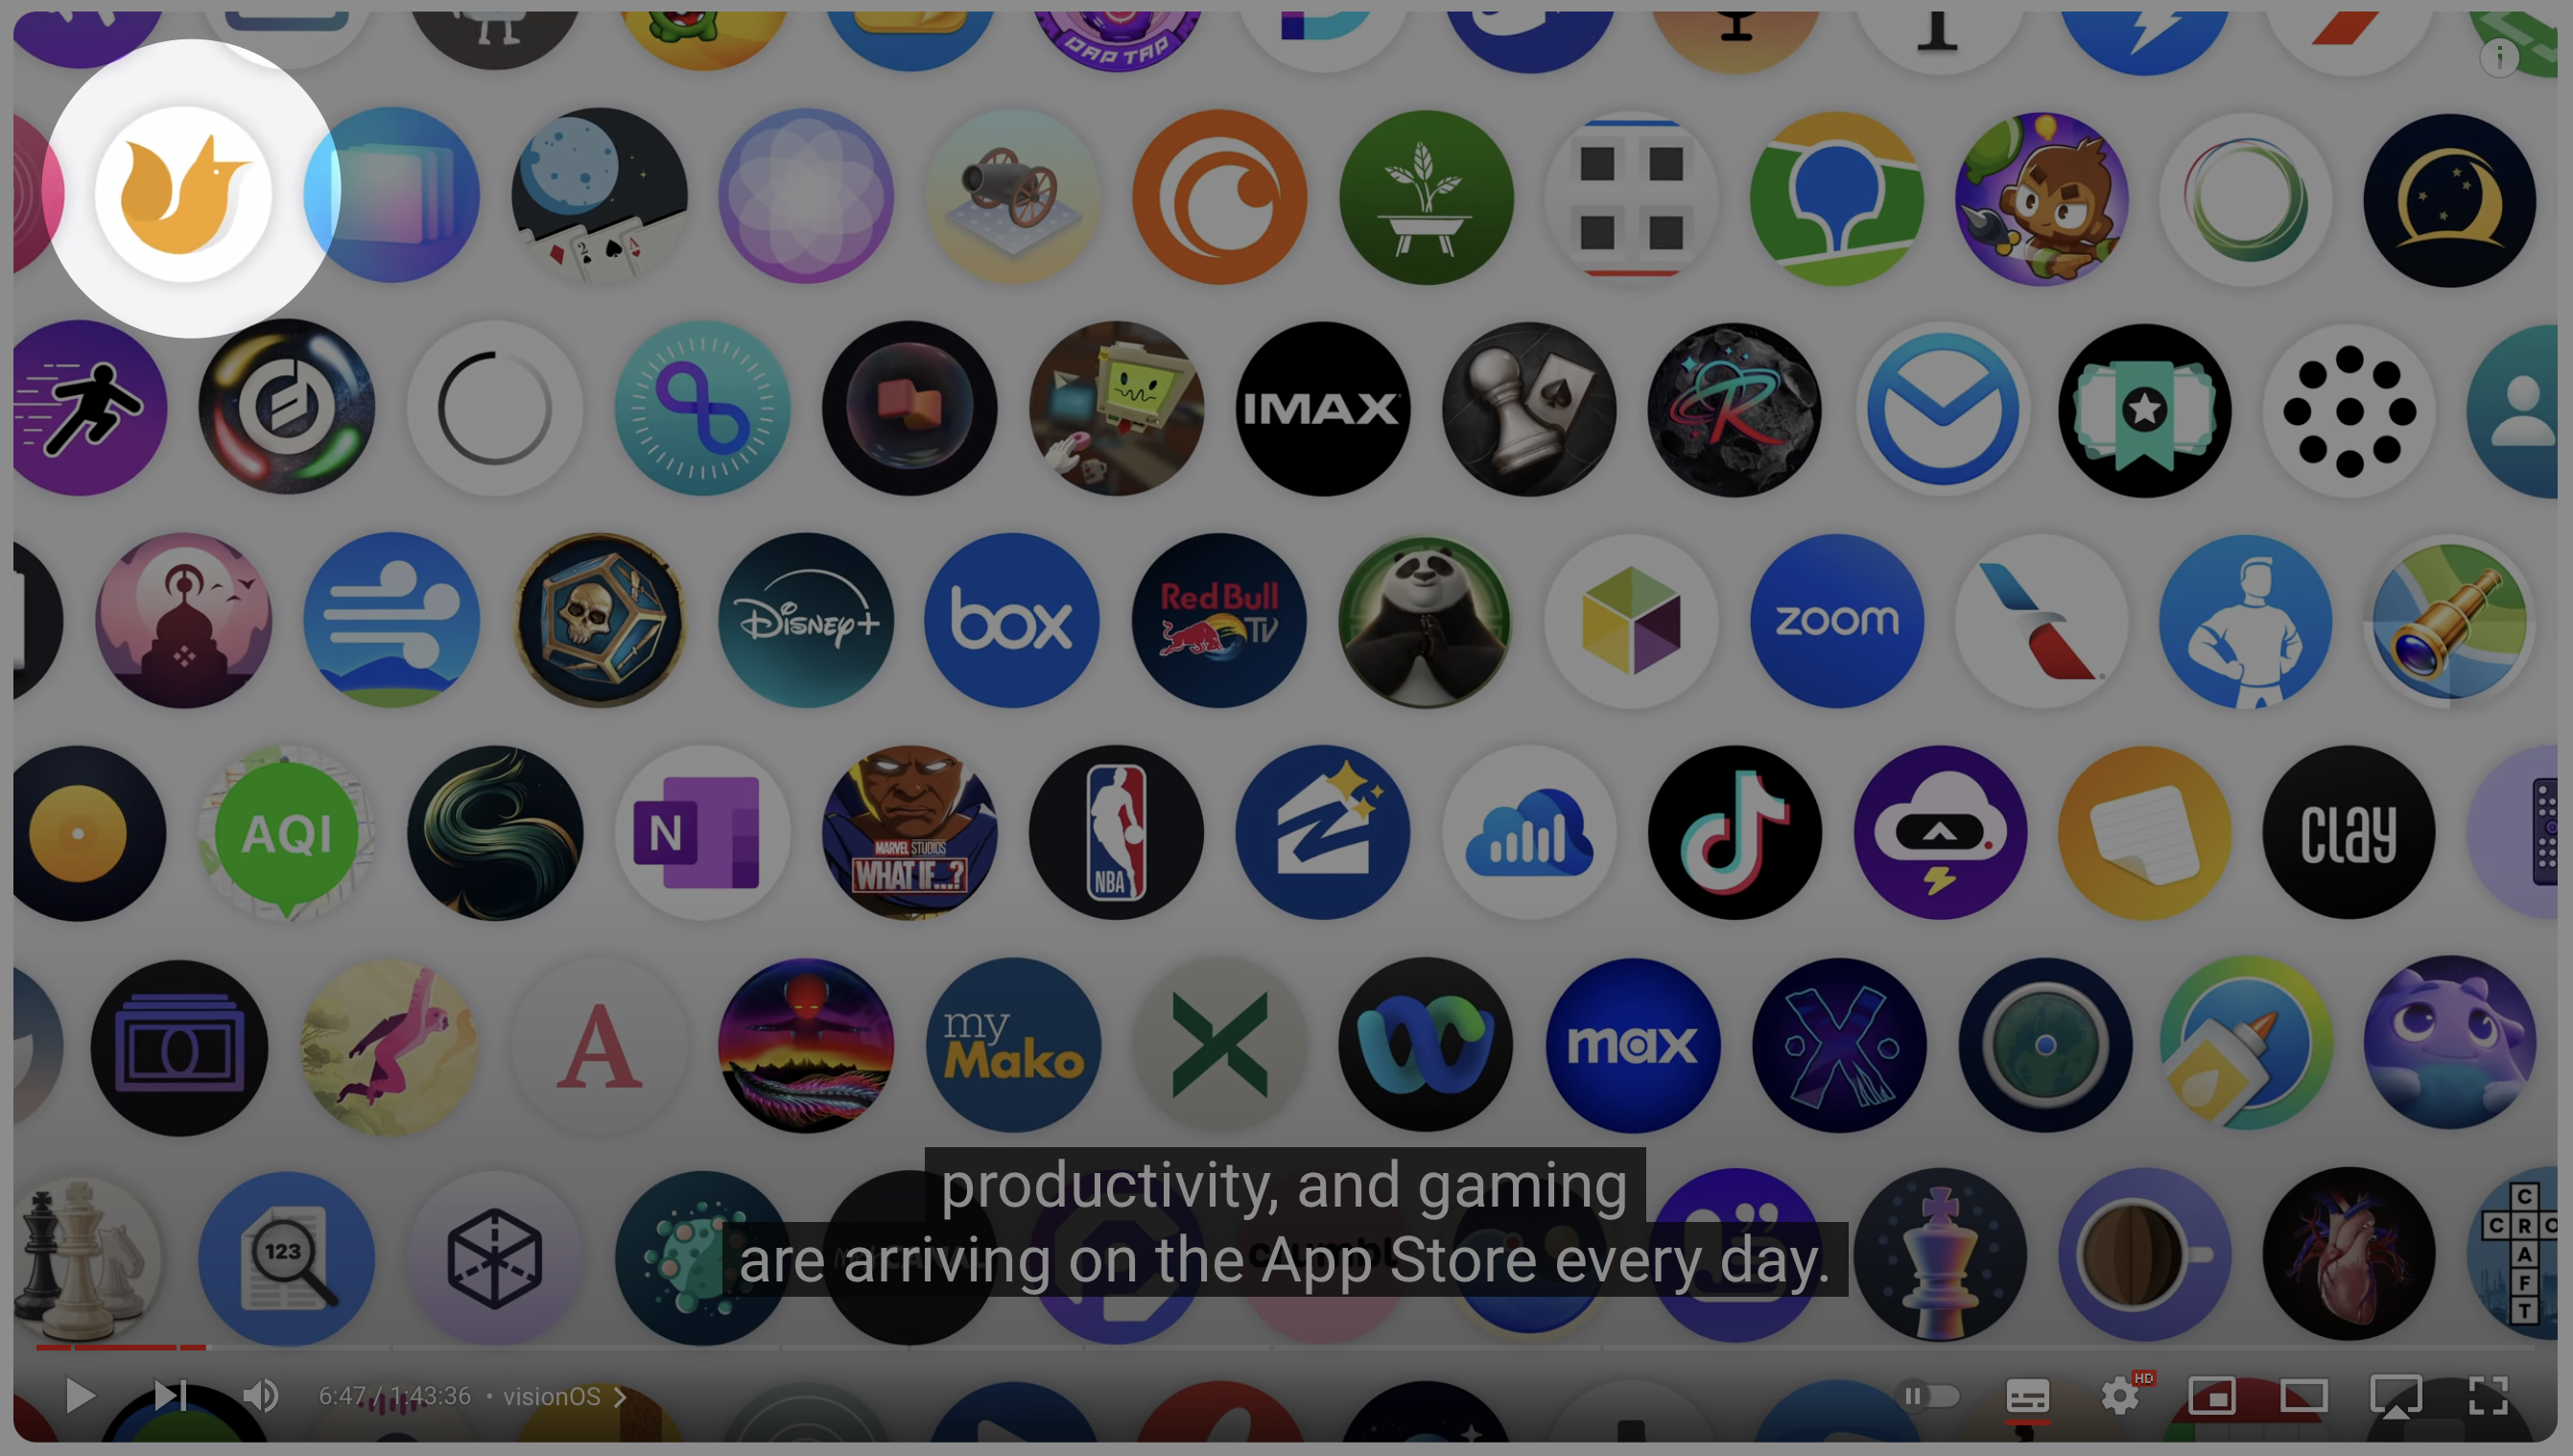 DAP TAP
2
A
IMAX
R
Disney+
box
Red Bull
TV
zoom
AQI
N
MARVEL STUDIOS
WHAT IF...?
NBA
CLAY
A
my
Mako
max
productivity, and gaming
are arriving on the App Store every day.
123
C
CRO
A
F
T
6:47 / 1:43:36 • visionOS
HD